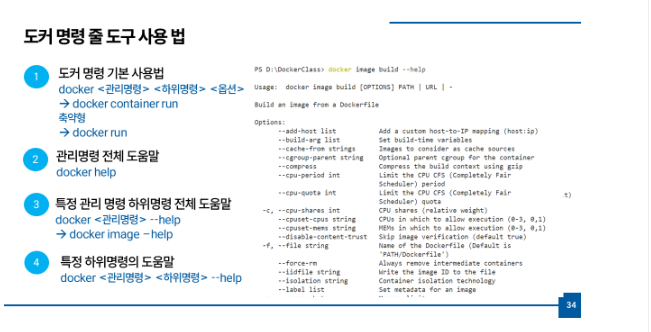 도커 명령 줄 도구 사용 법
1 도커 명령 기본 사용법
docker <관리명령> <하위명령> <옵션>
→ docker container run
축약형
→ docker run
2 관리명령 전체 도움말
docker help
3 특정 관리 명령 하위명령 전체 도움말
docker <관리명령> --help
→ docker image –help
4 특정 하위명령의 도움말
docker <관리명령> <하위명령> --help
PS D:\DockerClass> docker image build --help
Usage:  docker image build [OPTIONS] PATH | URL | -
Build an image from a Dockerfile
Options:
--add-host list Add a custom host-to-IP mapping (host:ip)
--build-arg list Set build-time variables
--cache-from strings Images to consider as cache sources
--cgroup-parent string Optional parent cgroup for the container
--compress Compress the build context using gzip
--cpu-period int Limit the CPU CFS (Completely Fair
Scheduler) period
--cpu-quota int Limit the CPU CFS (Completely Fair
Scheduler) quota
t)
-c, --cpu-shares int CPU shares (relative weight)
--cpuset-cpus string CPUs in which to allow execution (0-3, 0,1)
--cpuset-mems string MEMs in which to allow execution (0-3, 0,1)
--disable-content-trust Skip image verification (default true)
-f, --file string Name of the Dockerfile (Default is
'PATH/Dockerfile')
--force-rm Always remove intermediate containers
--iidfile string Write the image ID to the file
--isolation string Container isolation technology
--label list Set metadata for an image
34